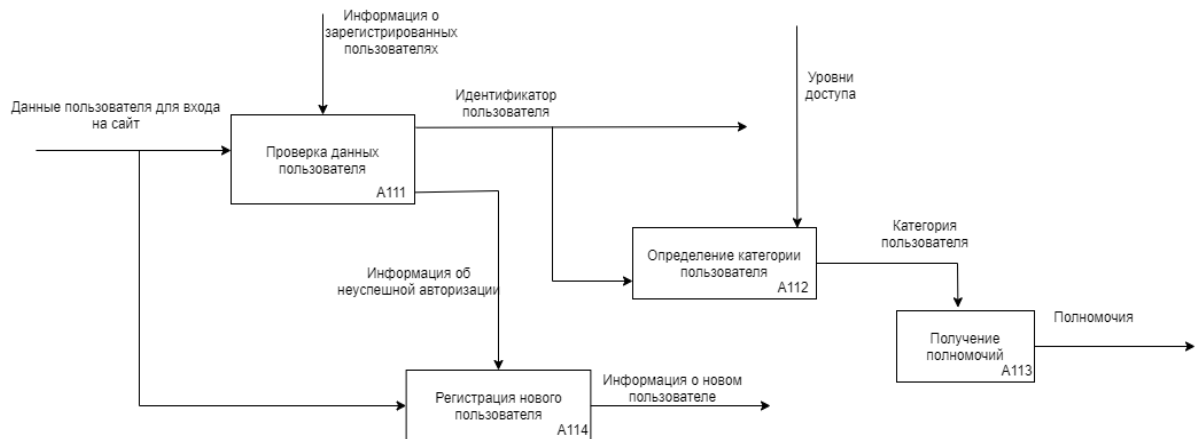 Информация о
зарегистрированных
пользователях
Данные пользователя для входа
на сайт
Идентификатор
пользователя
Уровни
доступа
Проверка данных
пользователя
A111
Категория
пользователя
Определение категории
пользователя
A112
Информация об
неуспешной авторизации
Полномочия
Получение
полномочий
A113
Информация о новом
пользователе
Регистрация нового
пользователя
A114